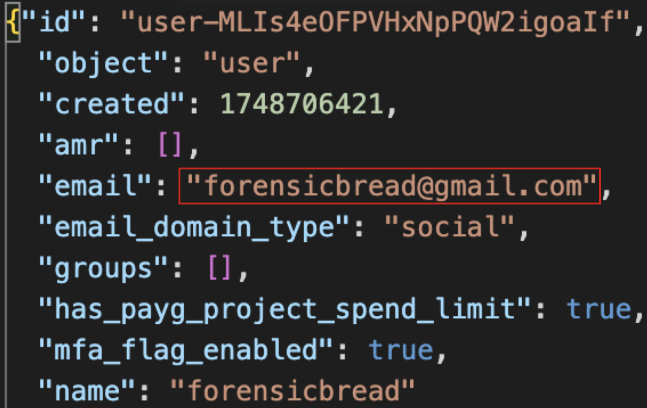 {"id": "user-MLIs4eOFPVHxNpPQW2igoaIf",
"object": "user",
"created": 1748706421,
"amr": [],
"email": "forensicbread@gmail.com",
"email_domain_type": "social",
"groups": [],
"has_payg_project_spend_limit": true,
"mfa_flag_enabled": true,
"name": "forensicbread"